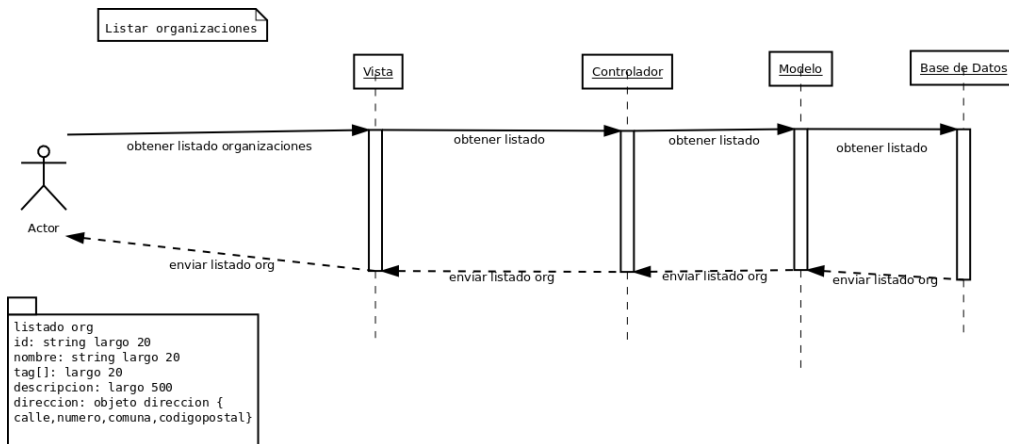 Listar organizaciones
Vista
Controlador
Modelo
Base de Datos
obtener listado organizaciones
obtener listado
obtener listado
obtener listado
Actor
enviar listado org
enviar listado org
enviar listado org
enviar listado org
listado org
id: string largo 20
nombre: string largo 20
tag[]: largo 20
descripcion: largo 500
direccion: objeto direccion {
calle,numero,comuna,codigopostal}